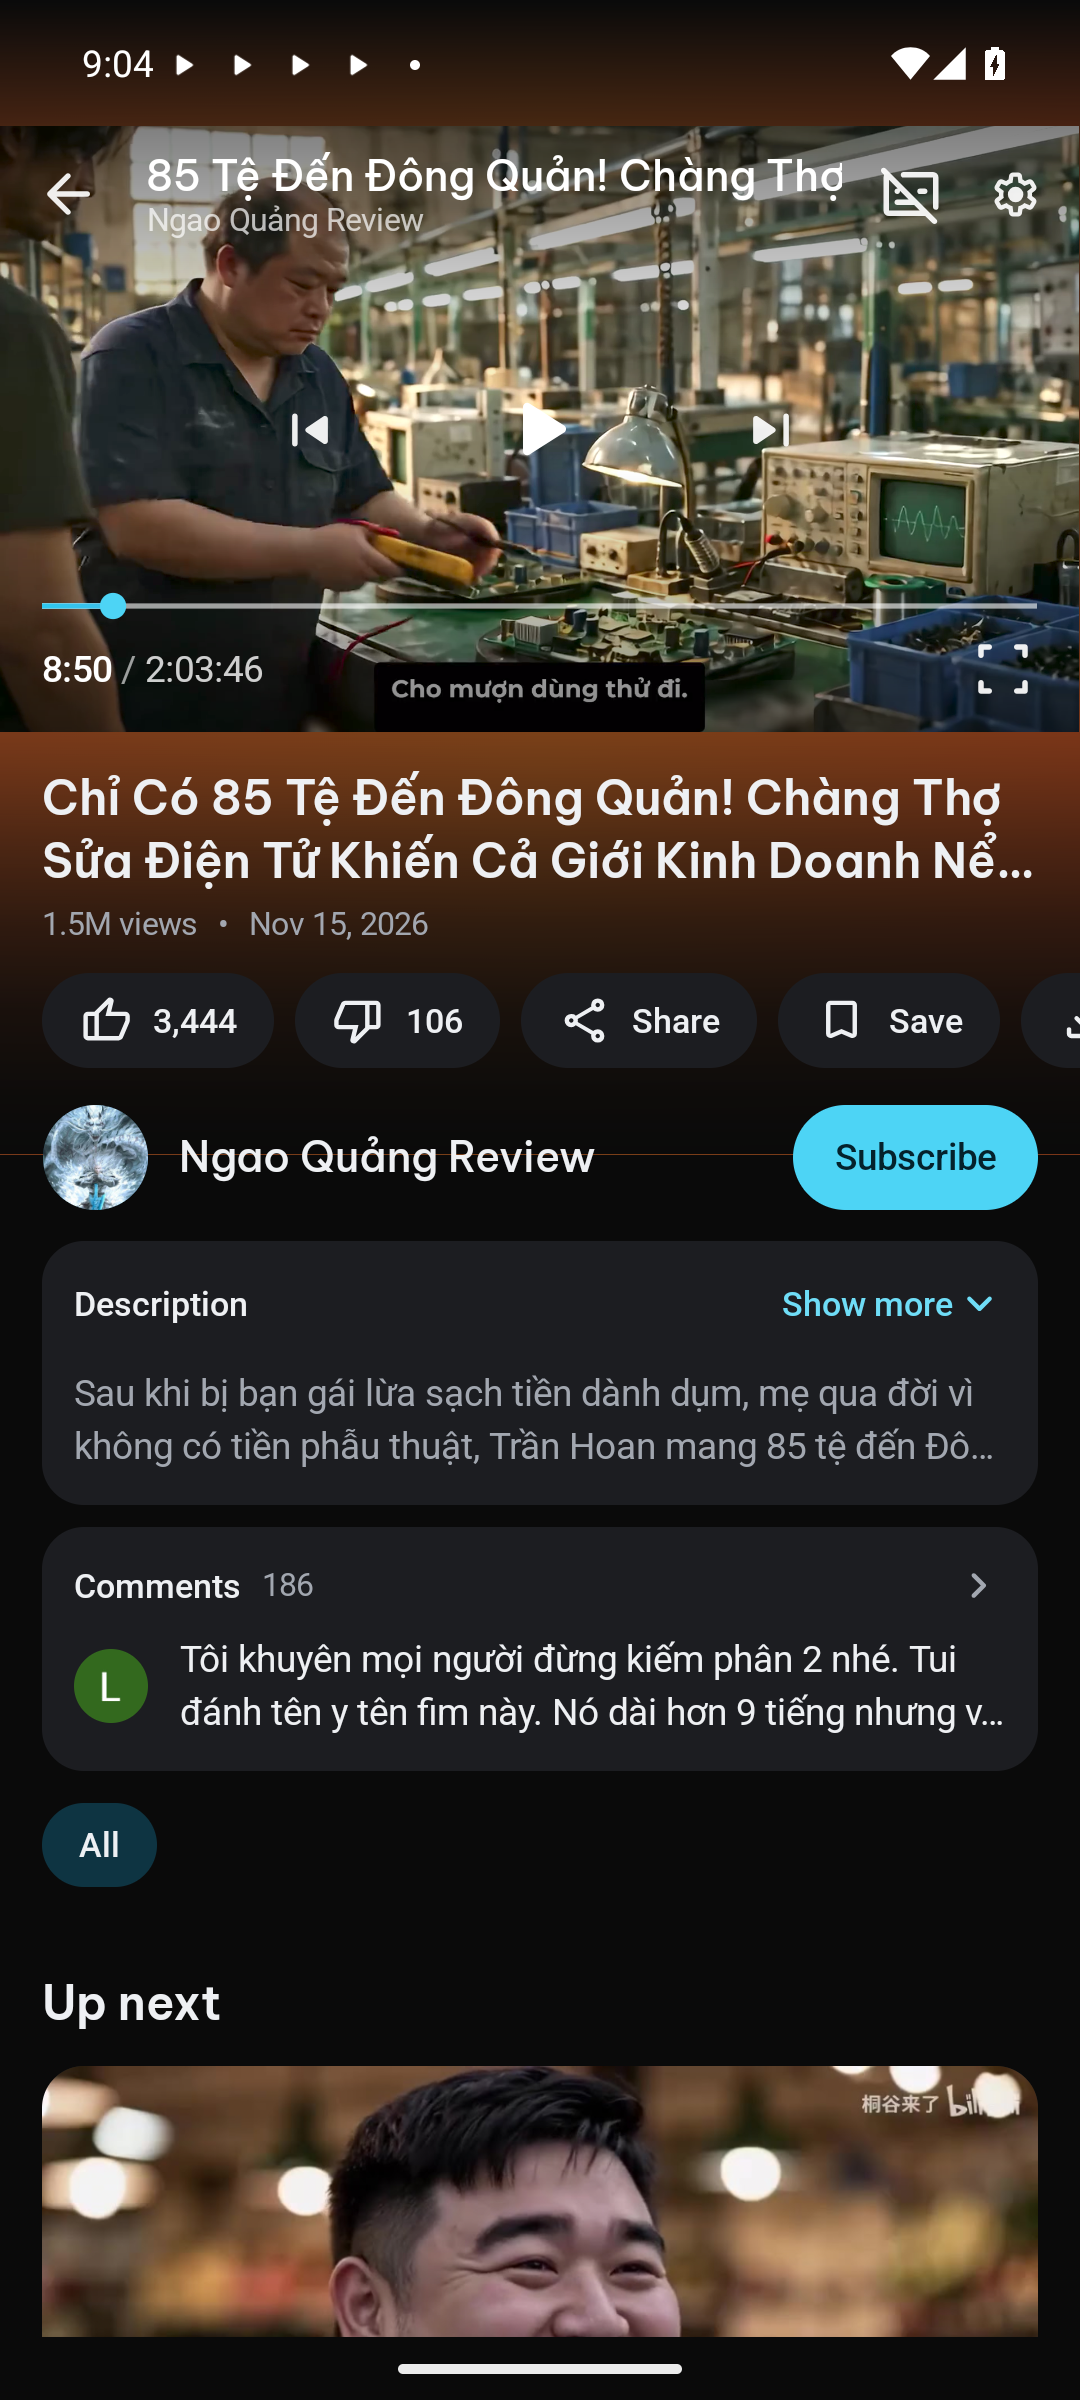 9:04
85 Tệ Đến Đông Quản! Chàng Thợ
Ngao Quảng Review
8:50 / 2:03:46
Cho mượn dùng thử đi.
Chỉ Có 85 Tệ Đến Đông Quản! Chàng Thợ
Sửa Điện Tử Khiến Cả Giới Kinh Doanh Nể...
1.5M views • Nov 15, 2026
3,444
106
Share
Save
Ngao Quảng Review
Subscribe
Description
Show more
Sau khi bị bạn gái lừa sạch tiền dành dụm, mẹ qua đời vì
không có tiền phẫu thuật, Trần Hoan mang 85 tệ đến Đô...
Comments 186
L
Tôi khuyên mọi người đừng kiếm phân 2 nhé. Tui
đánh tên y tên fim này. Nó dài hơn 9 tiếng nhưng v...
All
Up next
桐谷来了 bilibili